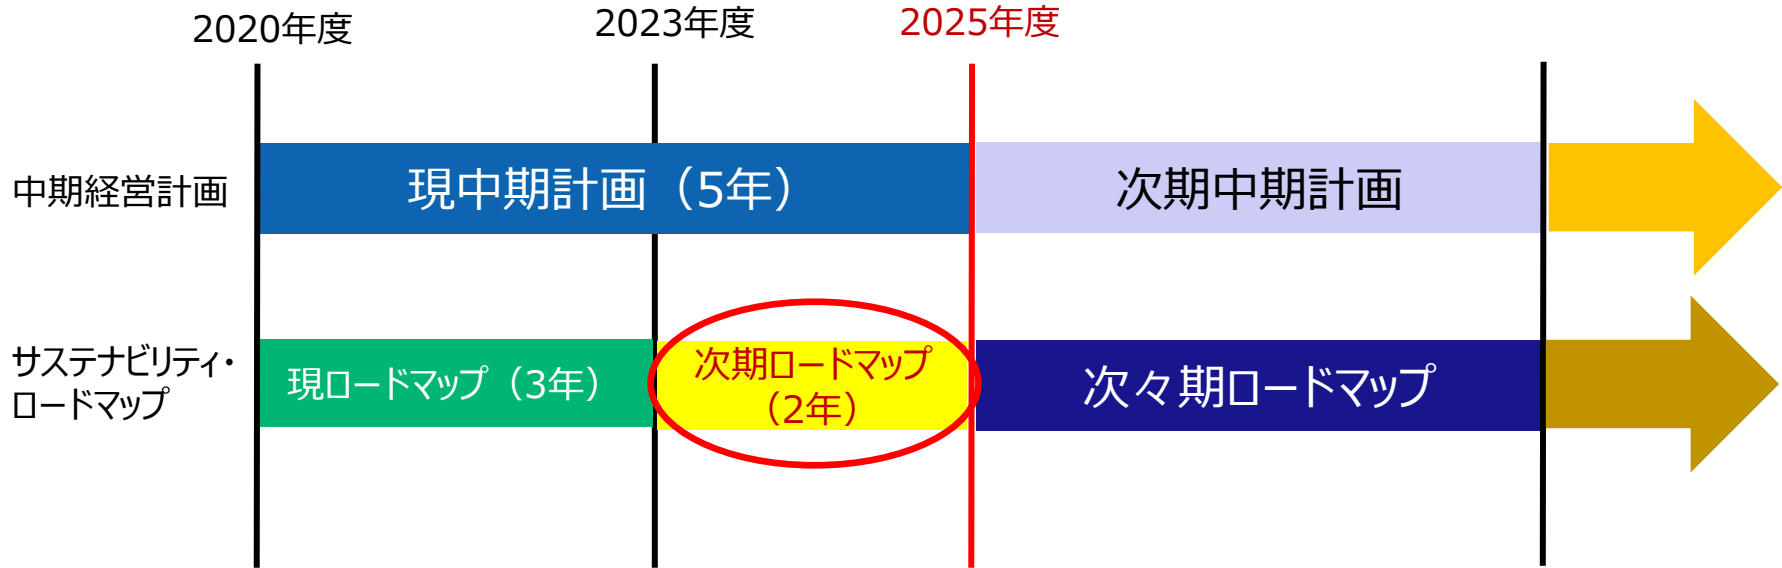 2020年度
2023年度
2025年度
中期経営計画
現中期計画（5年）
次期中期計画
サステナビリティ・
ロードマップ
現ロードマップ（3年）
次期ロードマップ
（2年）
次々期ロードマップ